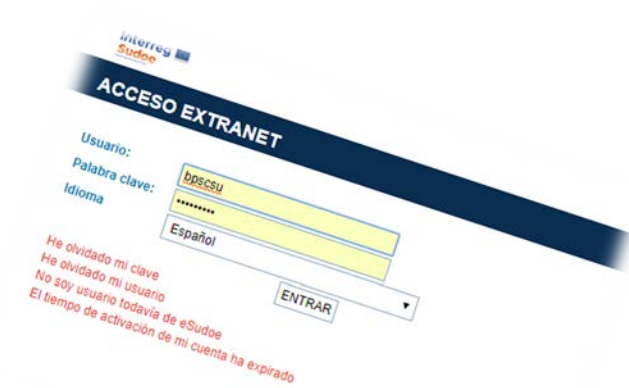 Interreg
Sudoe
ACCESO EXTRANET
Usuario:
bpscsu
Palabra clave:
•••••••••
Idioma
Español
ENTRAR
He olvidado mi clave
He olvidado mi usuario
No soy usuario todavía de eSudoe
El tiempo de activación de mi cuenta ha expirado